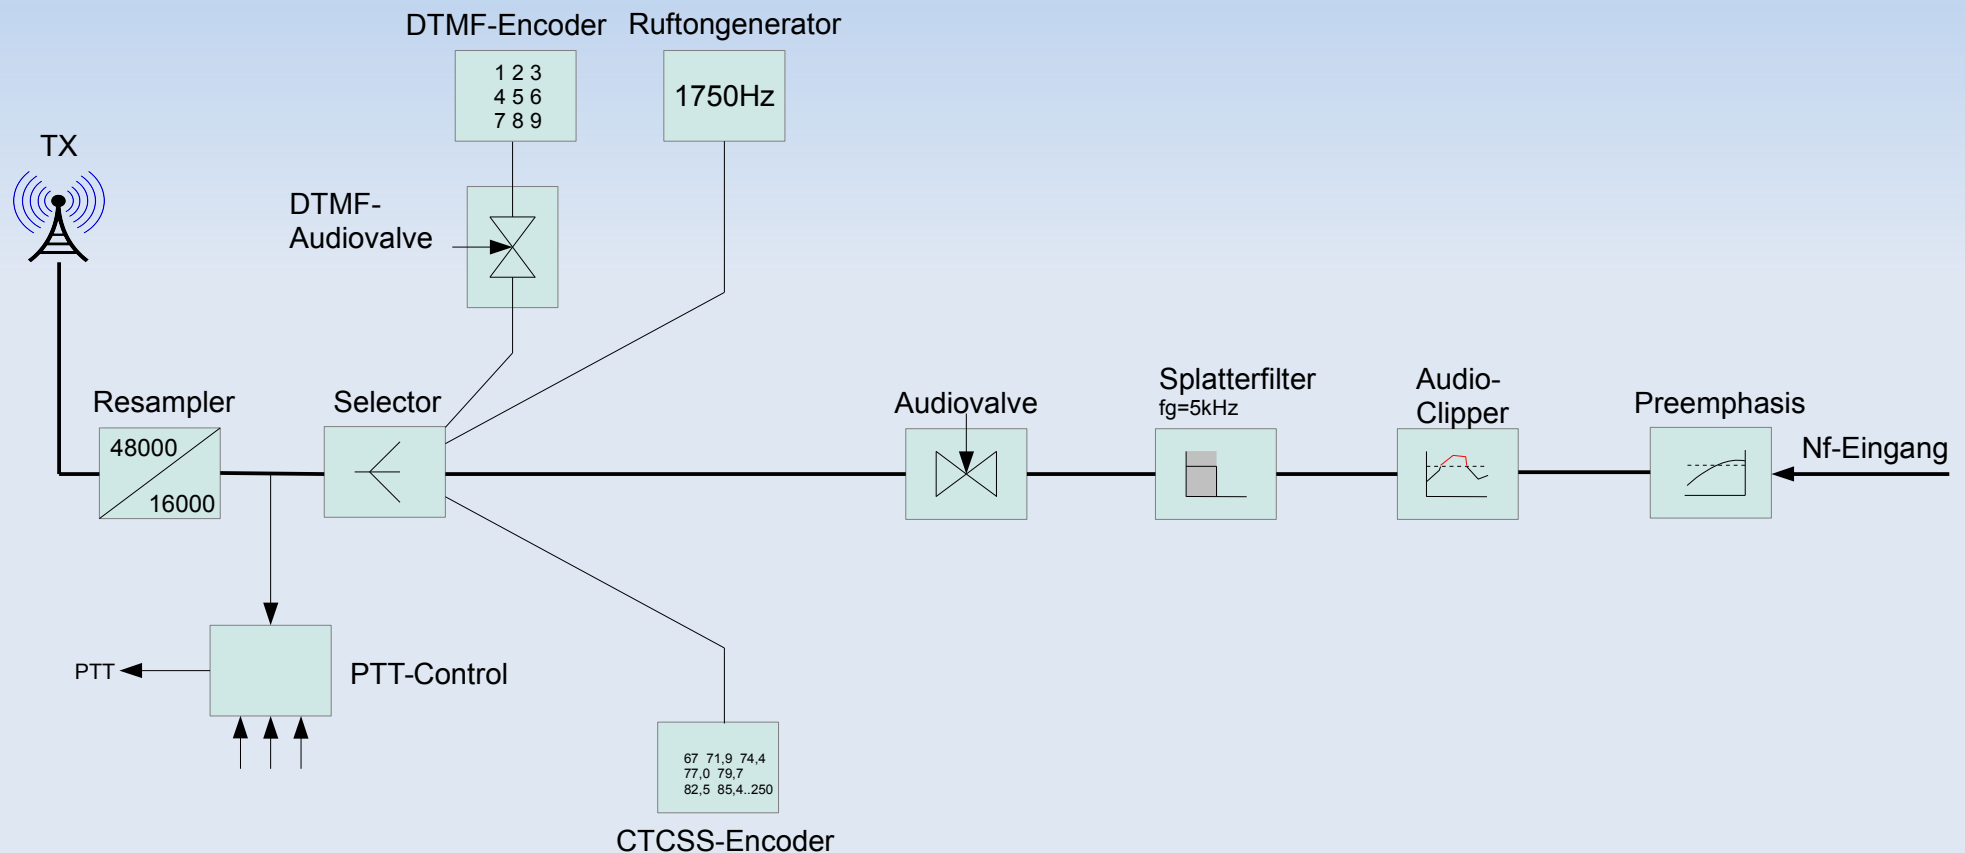 DTMF-Encoder
Ruftongenerator
1 2 3
4 5 6
7 8 9
1750Hz
TX
DTMF-
Audiovalve
Resampler
48000
16000
Selector
Audiovalve
Splatterfilter
fg=5kHz
Audio-
Clipper
Preemphasis
Nf-Eingang
PTT
PTT-Control
67 71,9 74,4
77,0 79,7
82,5 85,4..250
CTCSS-Encoder